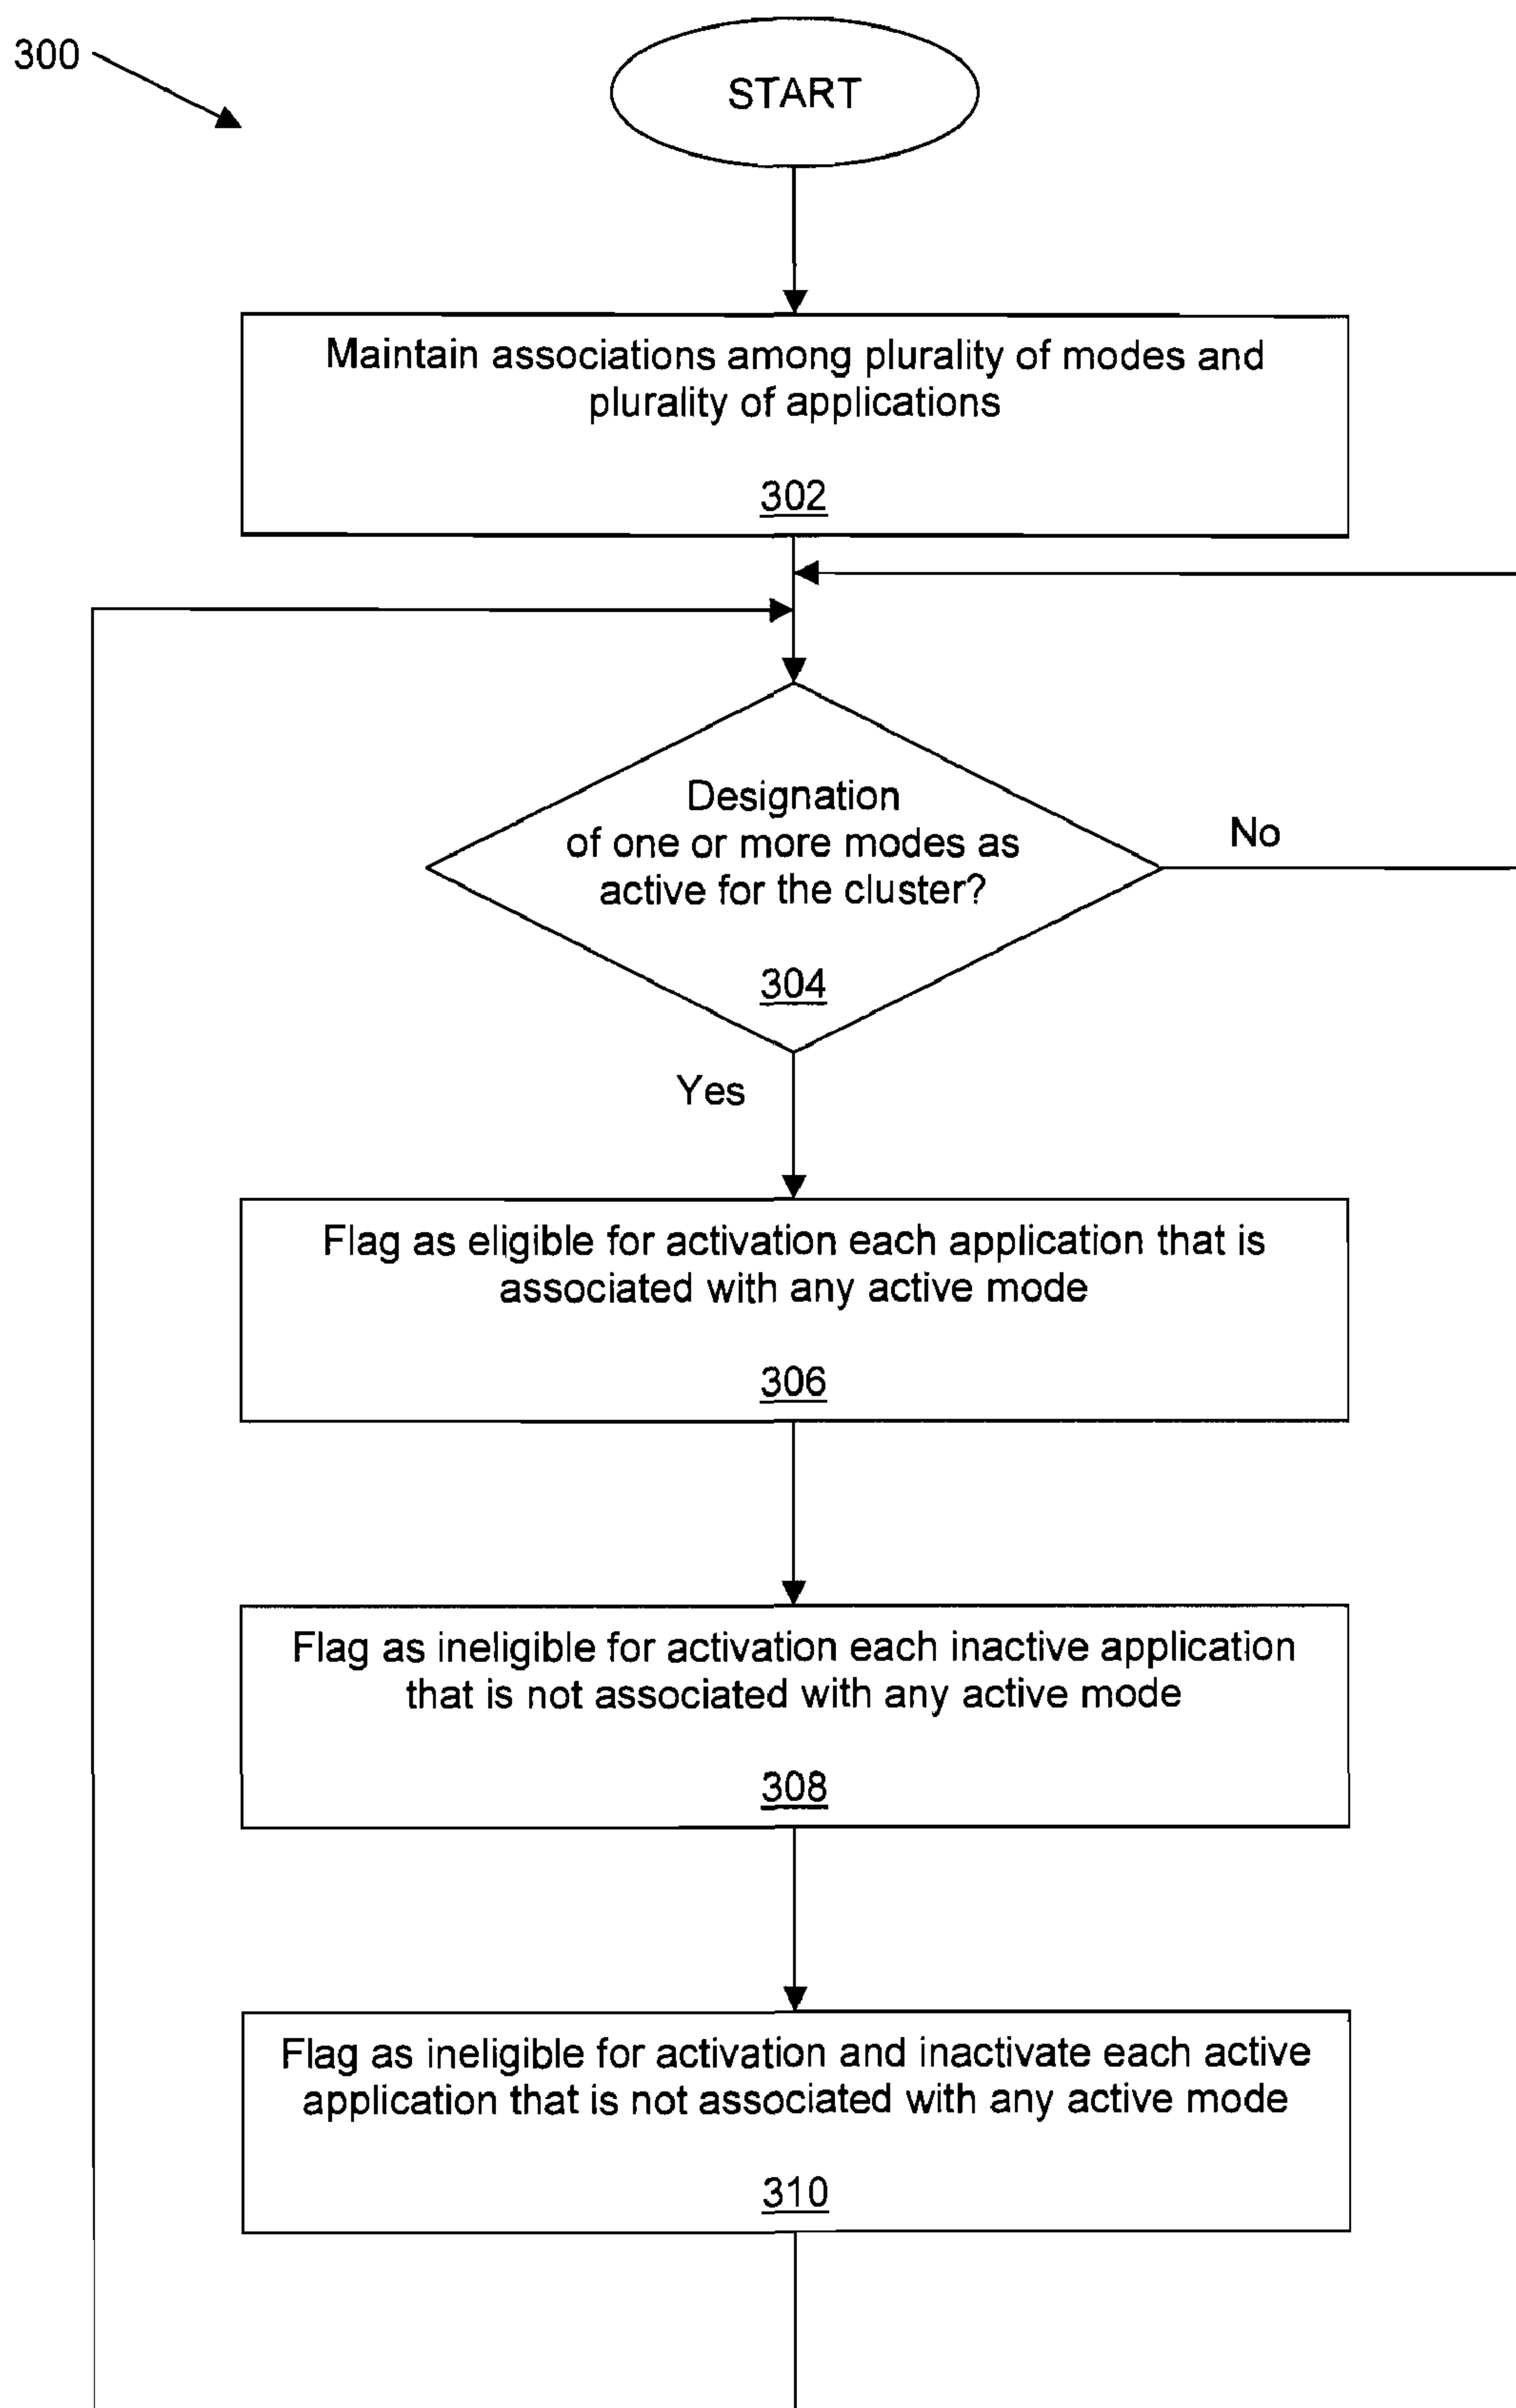 300
START
Maintain associations among plurality of modes and
plurality of applications
302
Designation
of one or more modes as
active for the cluster?
304
No
Yes
Flag as eligible for activation each application that is
associated with any active mode
306
Flag as ineligible for activation each inactive application
that is not associated with any active mode
308
Flag as ineligible for activation and inactivate each active
application that is not associated with any active mode
310